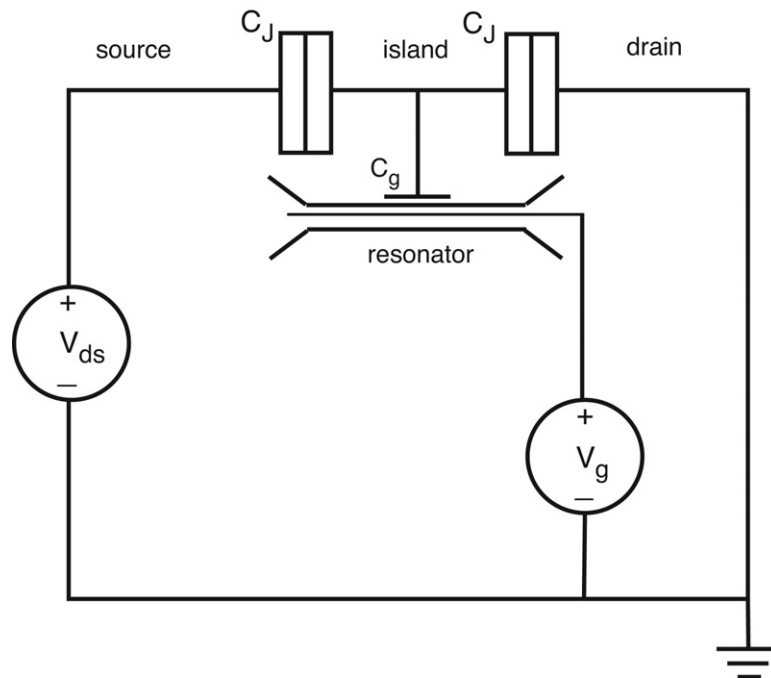 C_J
C_J
source
island
drain
C_g
resonator
+
V_ds
–
+
V_g
–